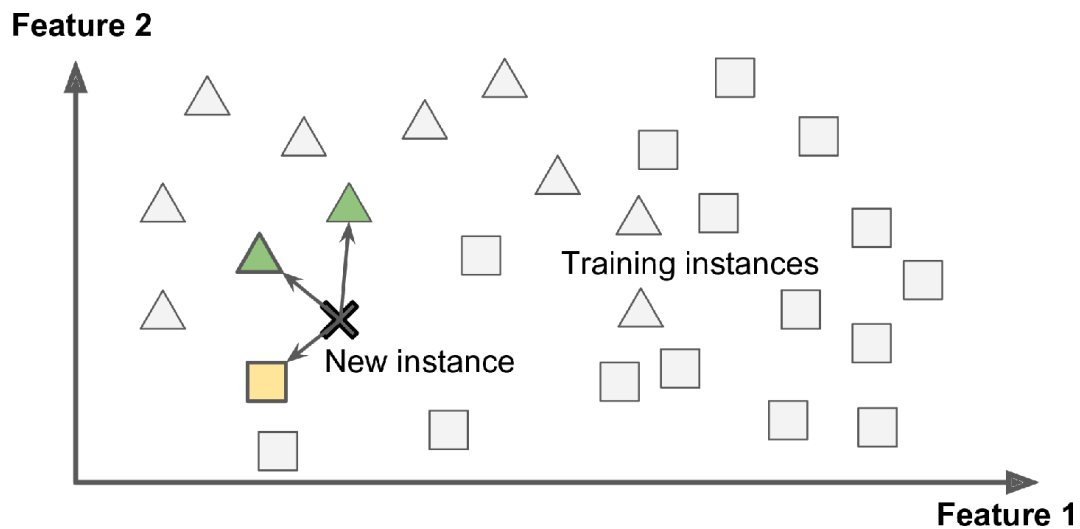 Feature 2
Training instances
New instance
Feature 1